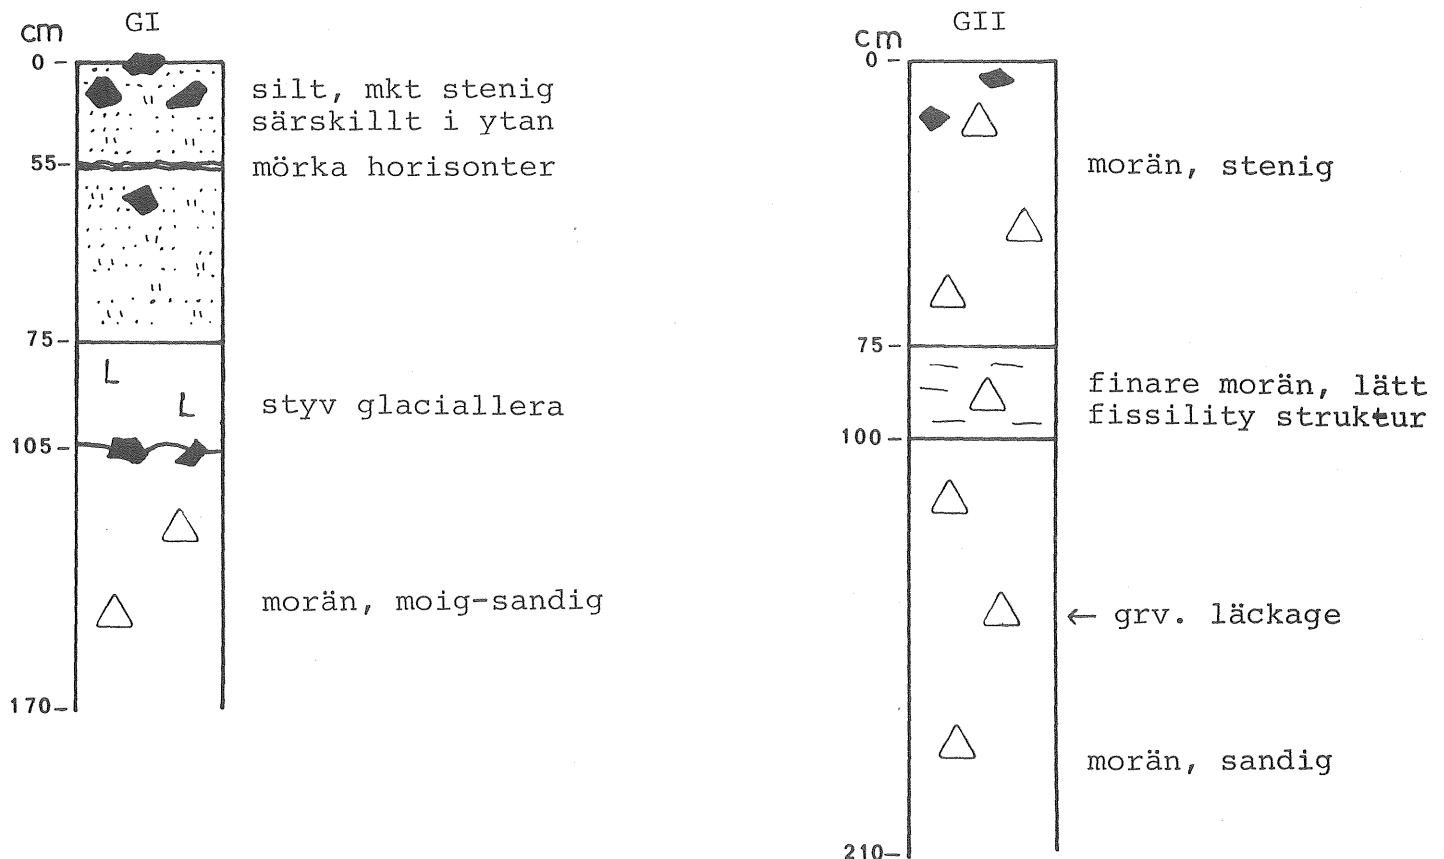 GI
cm
0
silt, mkt stenig
särskillt i ytan
55
mörka horisonter
75
L
L
styv glaciallera
105
morän, moig-sandig
170
GII
cm
0
morän, stenig
75
finare morän, lätt
fissility struktur
100
← grv. läckage
morän, sandig
210